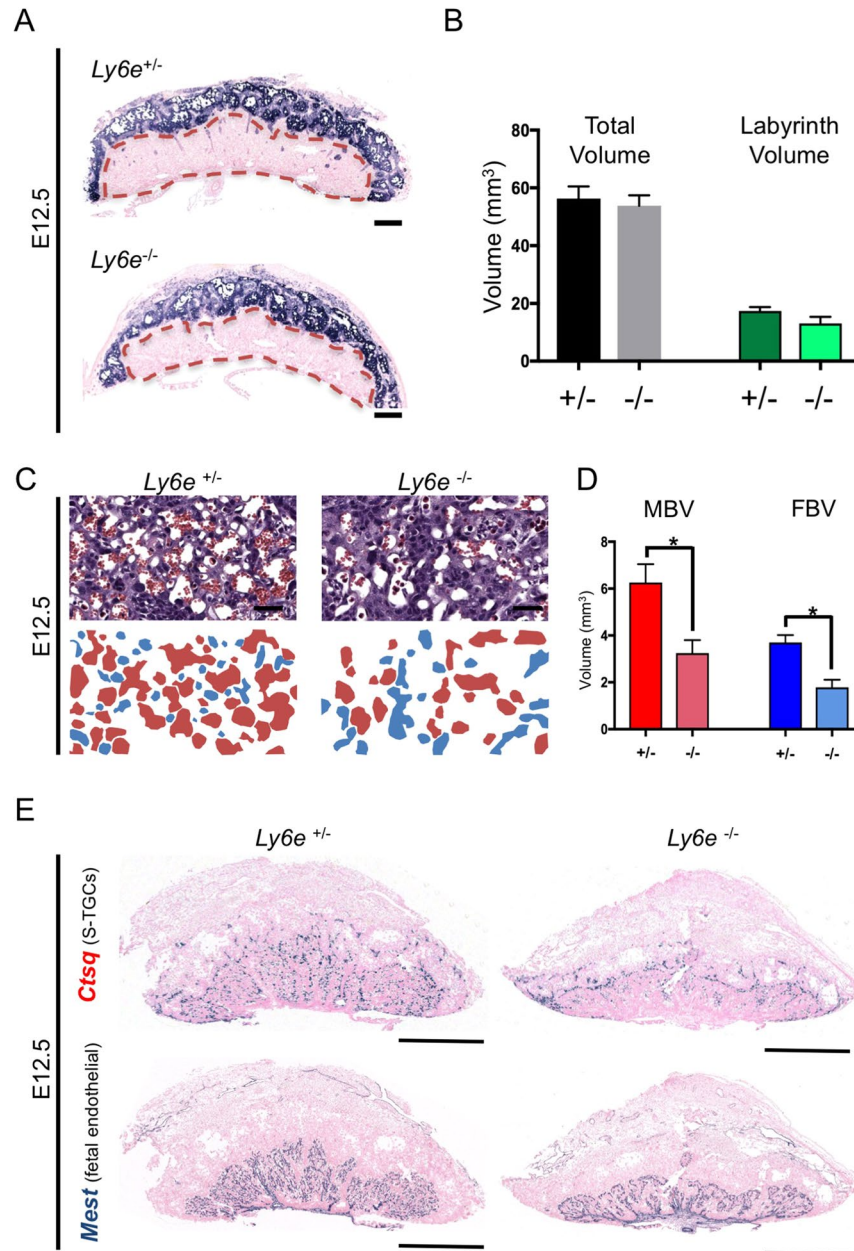 A
Ly6e+/-
E12.5
Ly6e-/-
B
Total Volume
Labyrinth Volume
Volume (mm3)
80
60
40
20
0
+/- -/- +/- -/-
C
Ly6e +/- Ly6e -/-
E12.5
D
MBV FBV
* *
Volume (mm3)
8
6
4
2
0
+/- -/- +/- -/-
E
Ly6e +/- Ly6e -/-
E12.5
Ctsq (S-TGCs)
Mest (fetal endothelial)